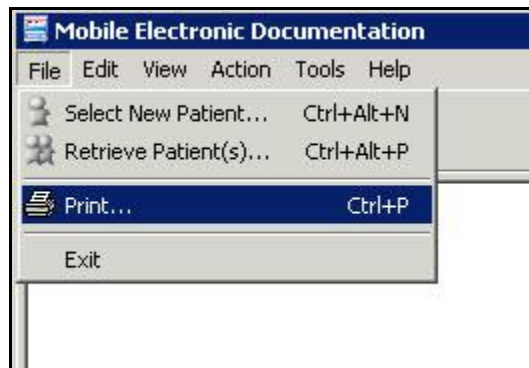 Mobile Electronic Documentation
File Edit View Action Tools Help
Select New Patient... Ctrl+Alt+N
Retrieve Patient(s)... Ctrl+Alt+P
Print... Ctrl+P
Exit